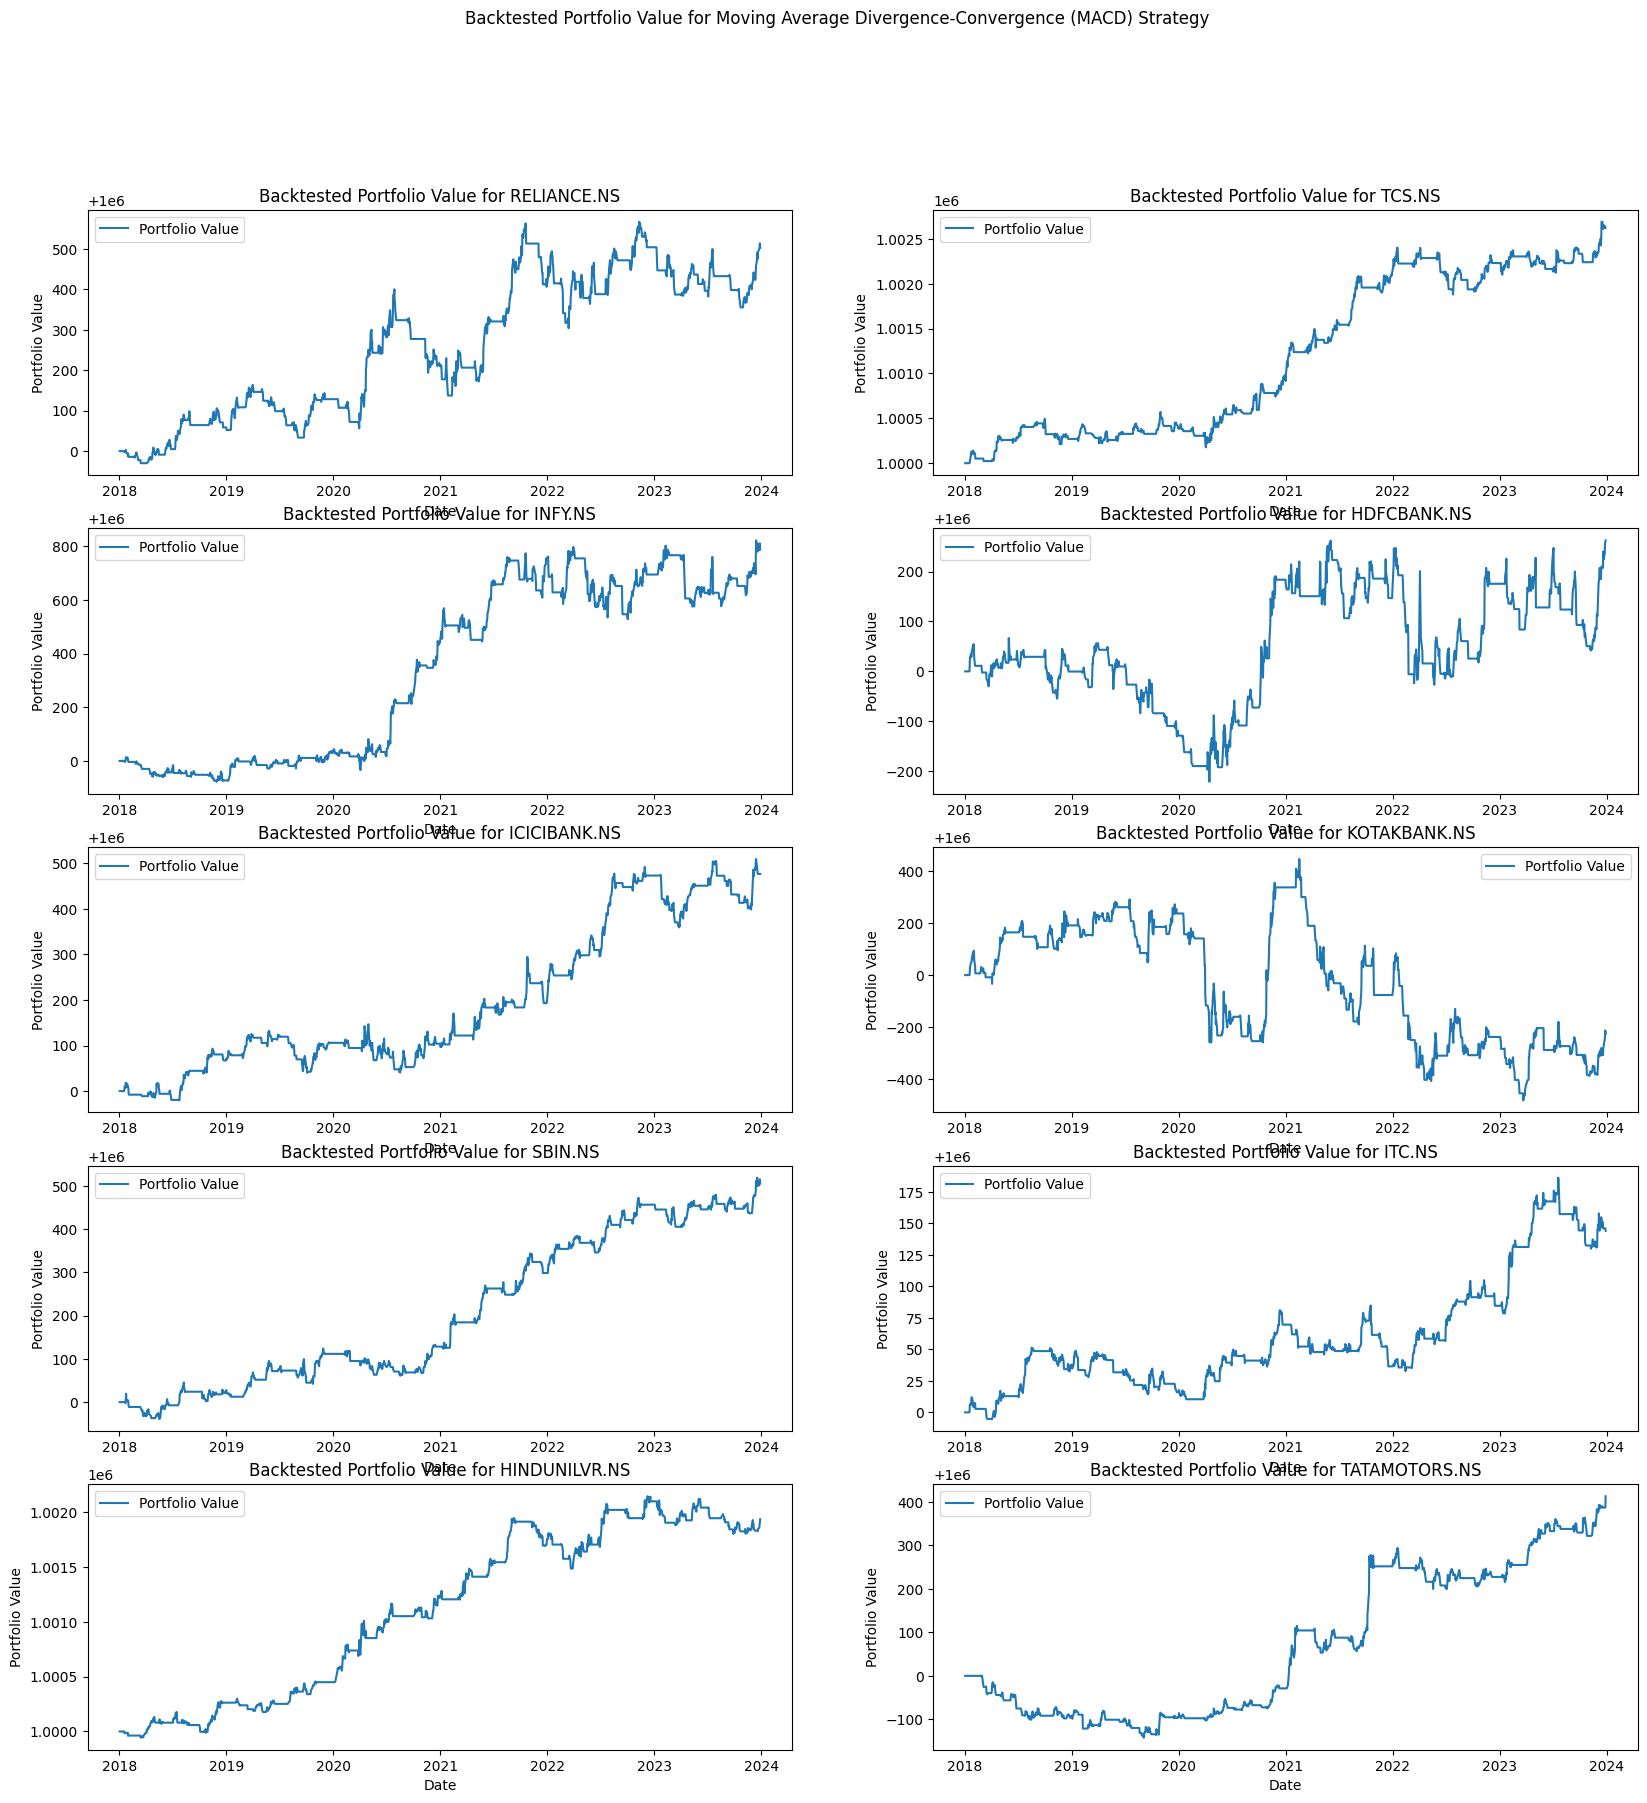 Backtested Portfolio Value for Moving Average Divergence-Convergence (MACD) Strategy
Backtested Portfolio Value for RELIANCE.NS
+1e6
Portfolio Value
Portfolio Value
500
400
300
200
100
0
2018 2019 2020 2021 2022 2023 2024
Date
Backtested Portfolio Value for TCS.NS
1e6
Portfolio Value
Portfolio Value
1.0025
1.0020
1.0015
1.0010
1.0005
1.0000
2018 2019 2020 2021 2022 2023 2024
Date
Backtested Portfolio Value for INFY.NS
+1e6
Portfolio Value
Portfolio Value
800
600
400
200
0
2018 2019 2020 2021 2022 2023 2024
Date
Backtested Portfolio Value for HDFCBANK.NS
+1e6
Portfolio Value
Portfolio Value
200
100
0
−100
−200
2018 2019 2020 2021 2022 2023 2024
Date
Backtested Portfolio Value for ICICIBANK.NS
+1e6
Portfolio Value
Portfolio Value
500
400
300
200
100
0
2018 2019 2020 2021 2022 2023 2024
Date
Backtested Portfolio Value for KOTAKBANK.NS
+1e6
Portfolio Value
Portfolio Value
400
200
0
−200
−400
2018 2019 2020 2021 2022 2023 2024
Date
Backtested Portfolio Value for SBIN.NS
+1e6
Portfolio Value
Portfolio Value
500
400
300
200
100
0
2018 2019 2020 2021 2022 2023 2024
Date
Backtested Portfolio Value for ITC.NS
+1e6
Portfolio Value
Portfolio Value
175
150
125
100
75
50
25
0
2018 2019 2020 2021 2022 2023 2024
Date
Backtested Portfolio Value for HINDUNILVR.NS
1e6
Portfolio Value
Portfolio Value
1.0020
1.0015
1.0010
1.0005
1.0000
2018 2019 2020 2021 2022 2023 2024
Date
Backtested Portfolio Value for TATAMOTORS.NS
+1e6
Portfolio Value
Portfolio Value
400
300
200
100
0
−100
2018 2019 2020 2021 2022 2023 2024
Date